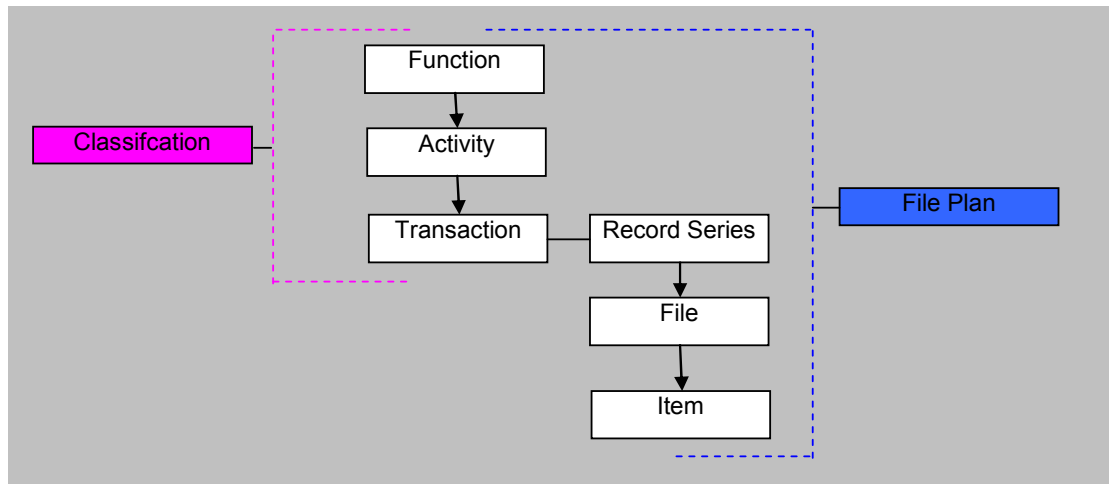 Function
Classifcation
Activity
File Plan
Transaction
Record Series
File
Item